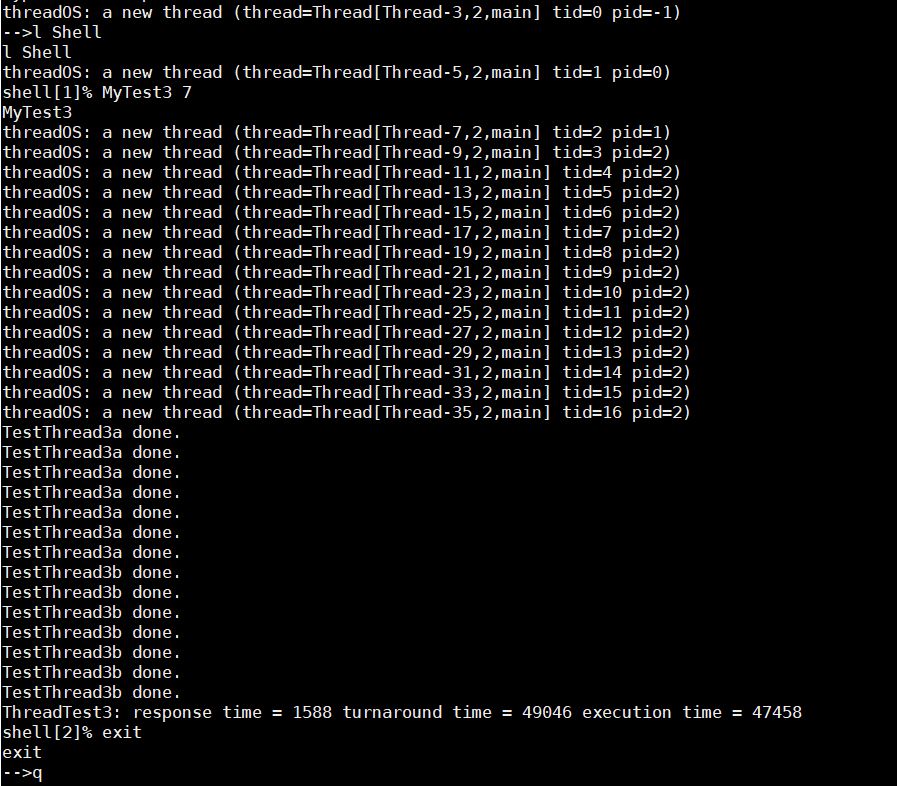 threadOS: a new thread (thread=Thread[Thread-3,2,main] tid=0 pid=-1)
-->l Shell
l Shell
threadOS: a new thread (thread=Thread[Thread-5,2,main] tid=1 pid=0)
shell[1]% MyTest3 7
MyTest3
threadOS: a new thread (thread=Thread[Thread-7,2,main] tid=2 pid=1)
threadOS: a new thread (thread=Thread[Thread-9,2,main] tid=3 pid=2)
threadOS: a new thread (thread=Thread[Thread-11,2,main] tid=4 pid=2)
threadOS: a new thread (thread=Thread[Thread-13,2,main] tid=5 pid=2)
threadOS: a new thread (thread=Thread[Thread-15,2,main] tid=6 pid=2)
threadOS: a new thread (thread=Thread[Thread-17,2,main] tid=7 pid=2)
threadOS: a new thread (thread=Thread[Thread-19,2,main] tid=8 pid=2)
threadOS: a new thread (thread=Thread[Thread-21,2,main] tid=9 pid=2)
threadOS: a new thread (thread=Thread[Thread-23,2,main] tid=10 pid=2)
threadOS: a new thread (thread=Thread[Thread-25,2,main] tid=11 pid=2)
threadOS: a new thread (thread=Thread[Thread-27,2,main] tid=12 pid=2)
threadOS: a new thread (thread=Thread[Thread-29,2,main] tid=13 pid=2)
threadOS: a new thread (thread=Thread[Thread-31,2,main] tid=14 pid=2)
threadOS: a new thread (thread=Thread[Thread-33,2,main] tid=15 pid=2)
threadOS: a new thread (thread=Thread[Thread-35,2,main] tid=16 pid=2)
TestThread3a done.
TestThread3a done.
TestThread3a done.
TestThread3a done.
TestThread3a done.
TestThread3a done.
TestThread3a done.
TestThread3b done.
TestThread3b done.
TestThread3b done.
TestThread3b done.
TestThread3b done.
TestThread3b done.
TestThread3b done.
ThreadTest3: response time = 1588 turnaround time = 49046 execution time = 47458
shell[2]% exit
exit
-->q